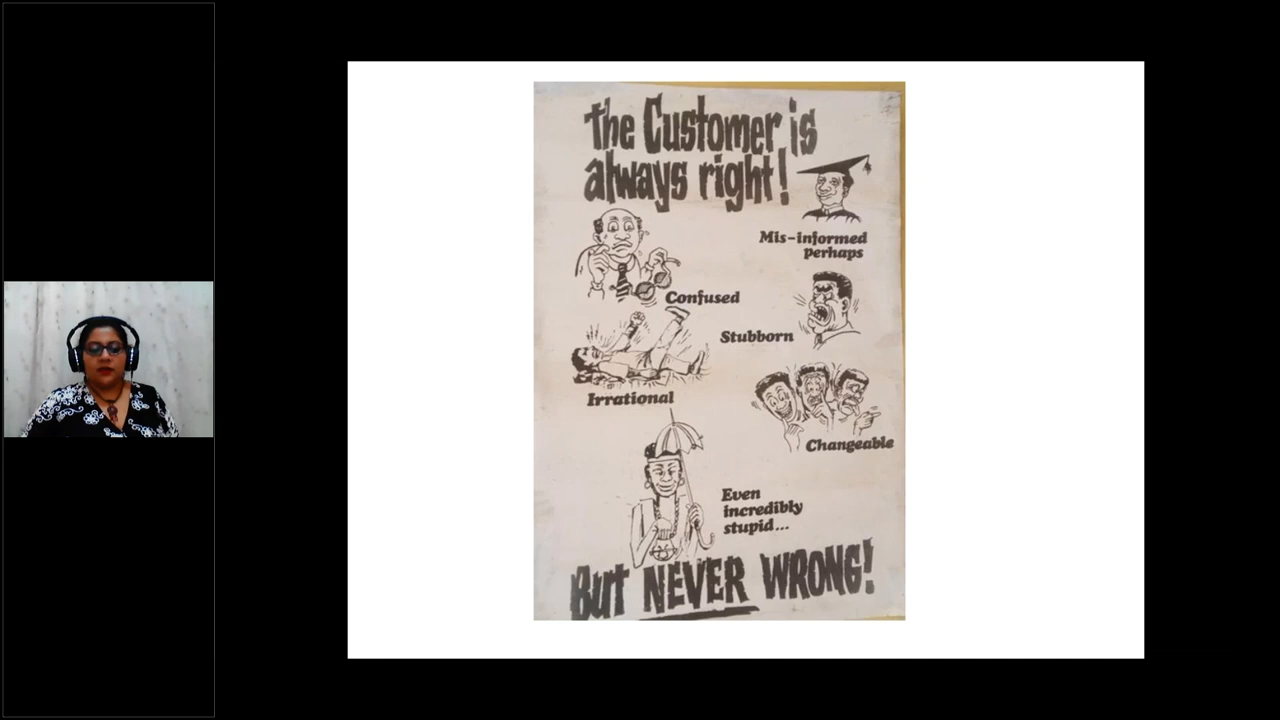 the Customer is
always right!
Mis-informed
perhaps
Confused
Stubborn
Irrational
Changeable
Even
incredibly
stupid...
But NEVER WRONG!